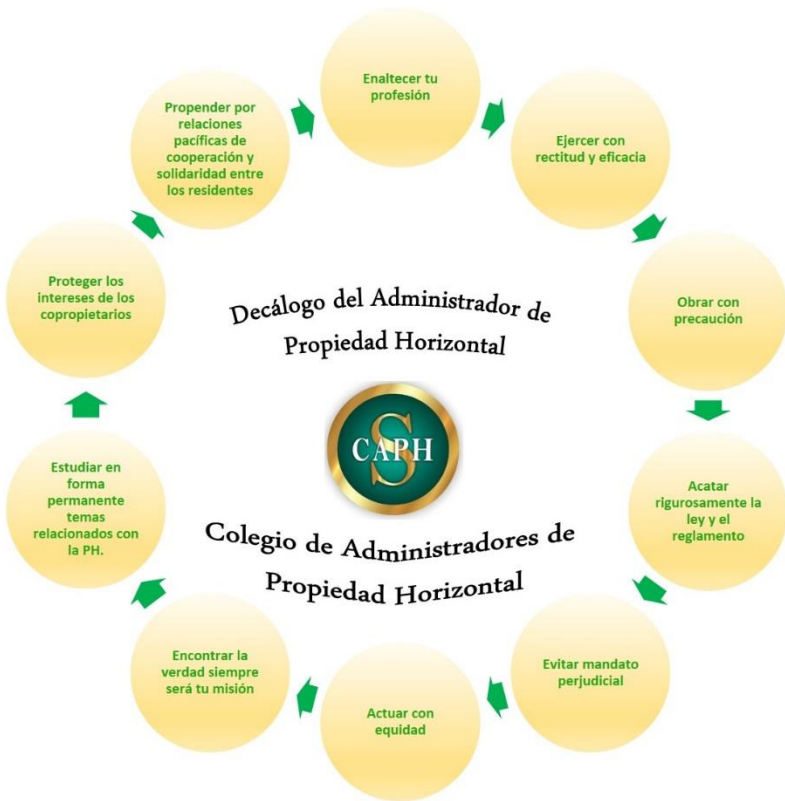 Enaltecer tu
profesión
Ejercer con
rectitud y eficacia
Obrar con
precaución
Acatar
rigurosamente la
ley y el
reglamento
Evitar mandato
perjudicial
Actuar con
equidad
Encontrar la
verdad siempre
será tu misión
Estudiar en
forma
permanente
temas
relacionados con
la PH.
Proteger los
intereses de los
copropietarios
Propender por
relaciones
pacíficas de
cooperación y
solidaridad entre
los residentes
Decálogo del Administrador de
Propiedad Horizontal
S
CAPH
Colegio de Administradores de
Propiedad Horizontal